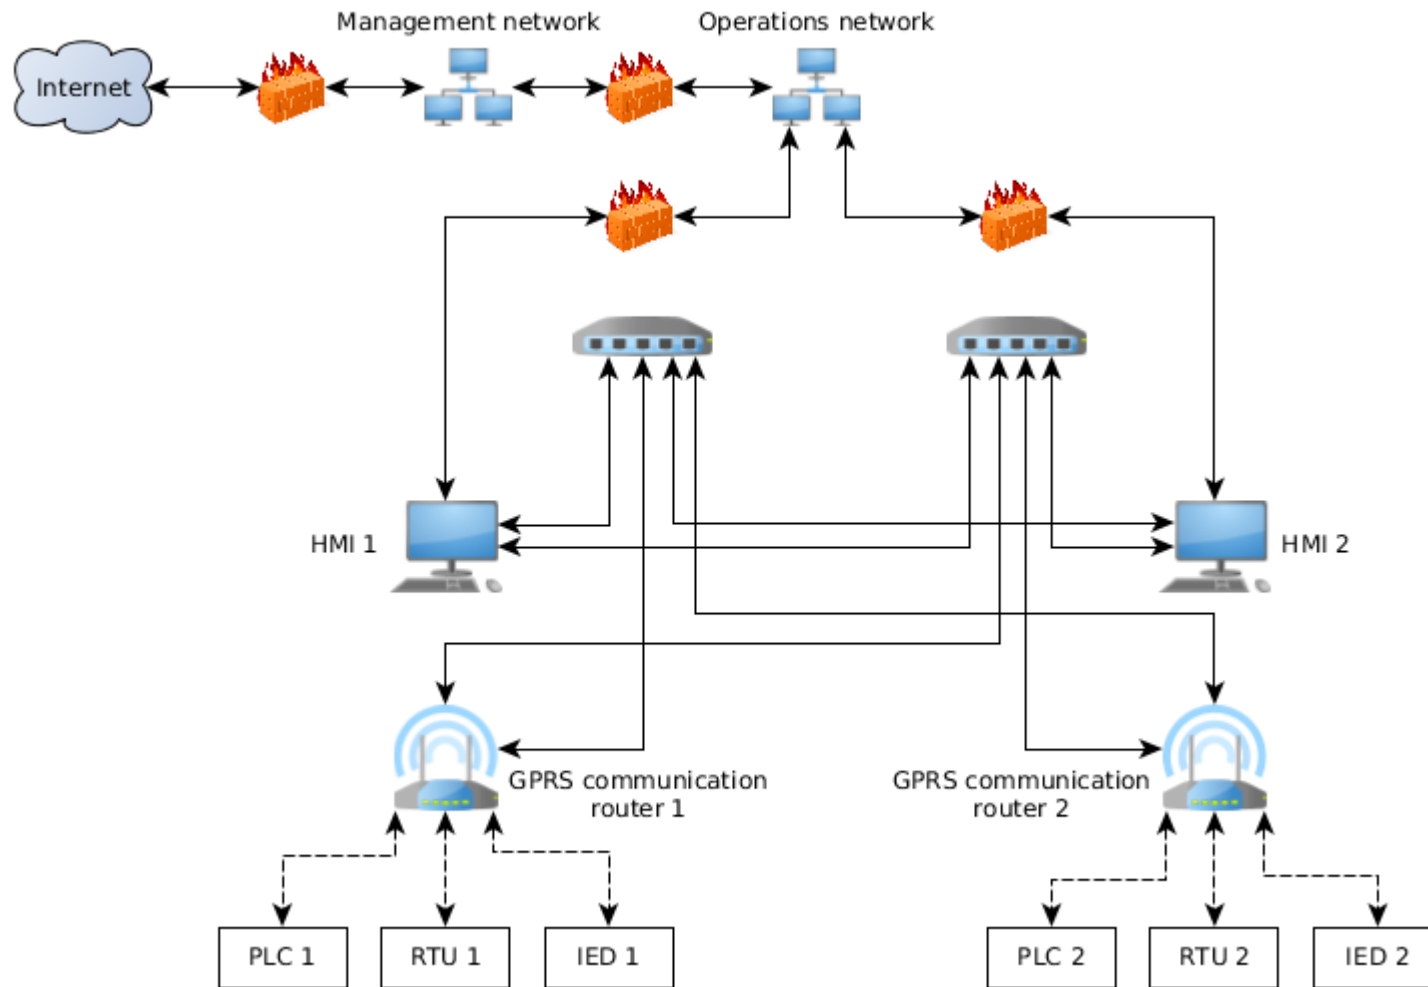 Management network
Operations network
Internet
HMI 1
HMI 2
GPRS communication
router 1
GPRS communication
router 2
PLC 1
RTU 1
IED 1
PLC 2
RTU 2
IED 2